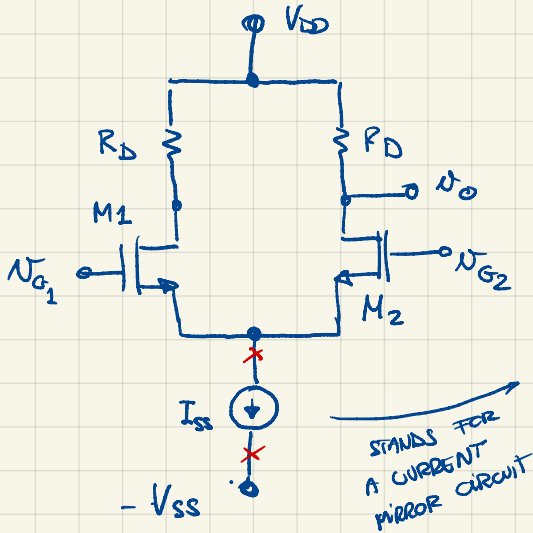 VDD
RD
RD
vO
M1
vG1
vG2
M2
ISS
STANDS FOR
A CURRENT
MIRROR CIRCUIT
- VSS